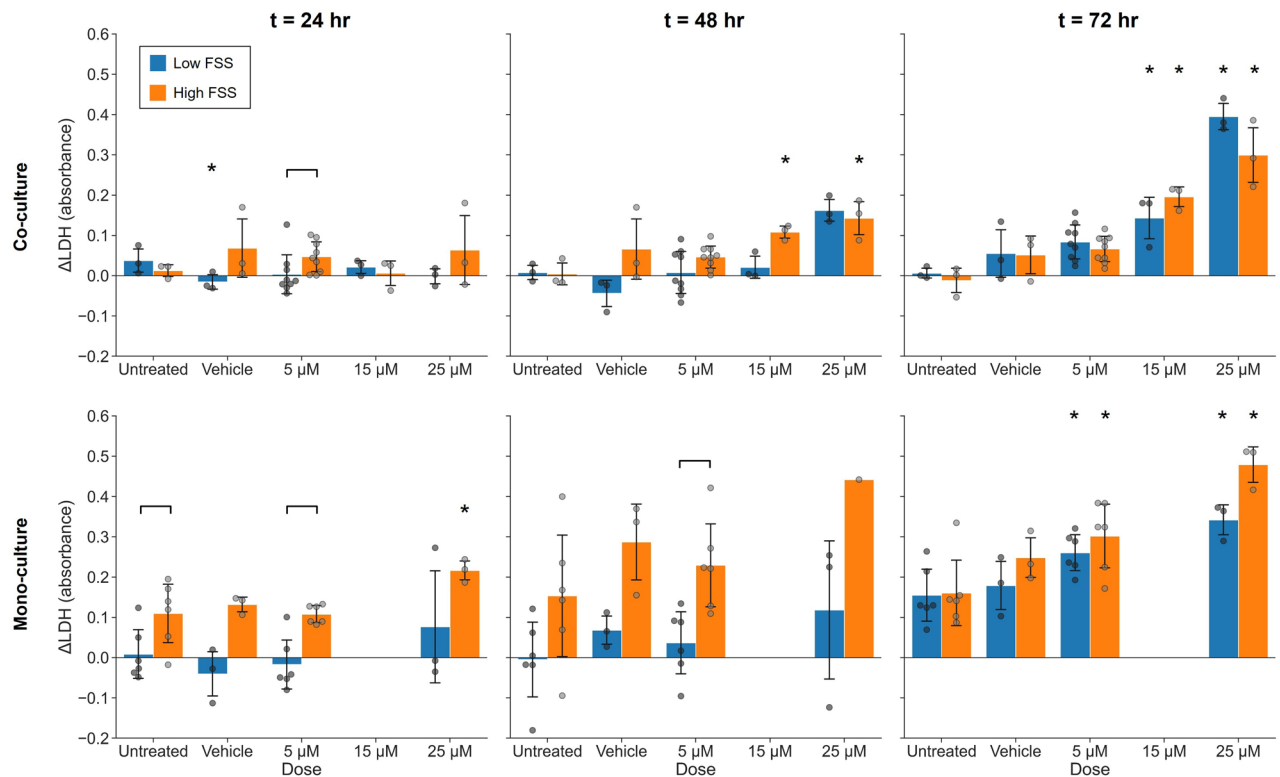 t = 24 hr t = 48 hr t = 72 hr
Co-culture
ΔLDH (absorbance)
0.6
0.5
0.4
0.3
0.2
0.1
0.0
−0.1
−0.2
Low FSS
High FSS
*
* *
* * * *
Untreated Vehicle 5 µM 15 µM 25 µM
Untreated Vehicle 5 µM 15 µM 25 µM
Untreated Vehicle 5 µM 15 µM 25 µM
Mono-culture
ΔLDH (absorbance)
0.6
0.5
0.4
0.3
0.2
0.1
0.0
−0.1
−0.2
*
* * * *
Untreated Vehicle 5 µM 15 µM 25 µM
Dose
Untreated Vehicle 5 µM 15 µM 25 µM
Dose
Untreated Vehicle 5 µM 15 µM 25 µM
Dose